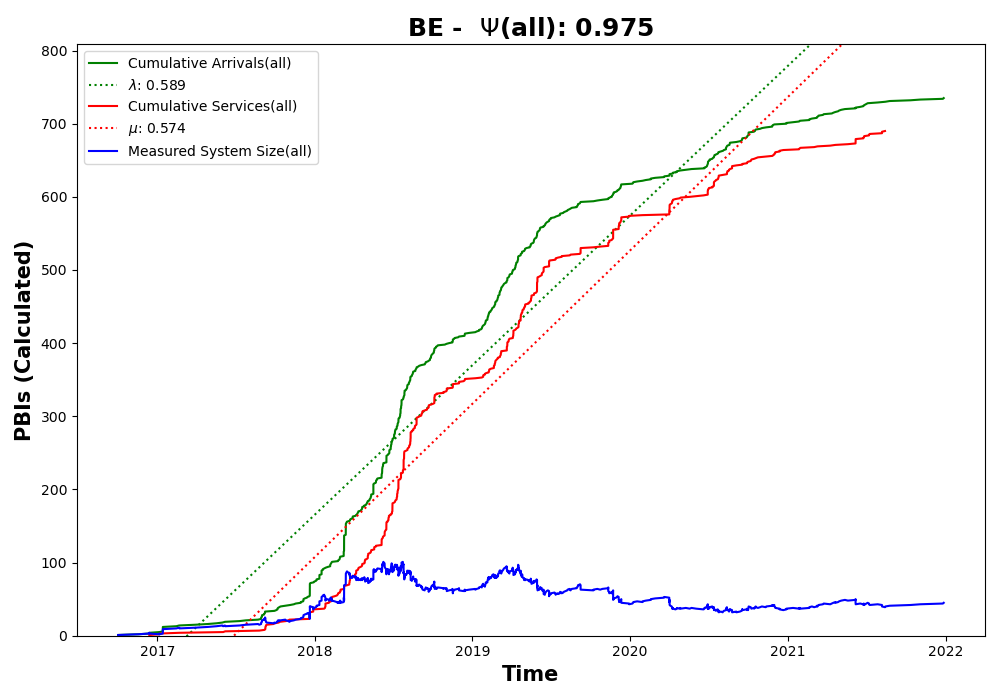 BE - Ψ(all): 0.975
Cumulative Arrivals(all)
λ: 0.589
Cumulative Services(all)
μ: 0.574
Measured System Size(all)
PBIs (Calculated)
800
700
600
500
400
300
200
100
0
2017 2018 2019 2020 2021 2022
Time